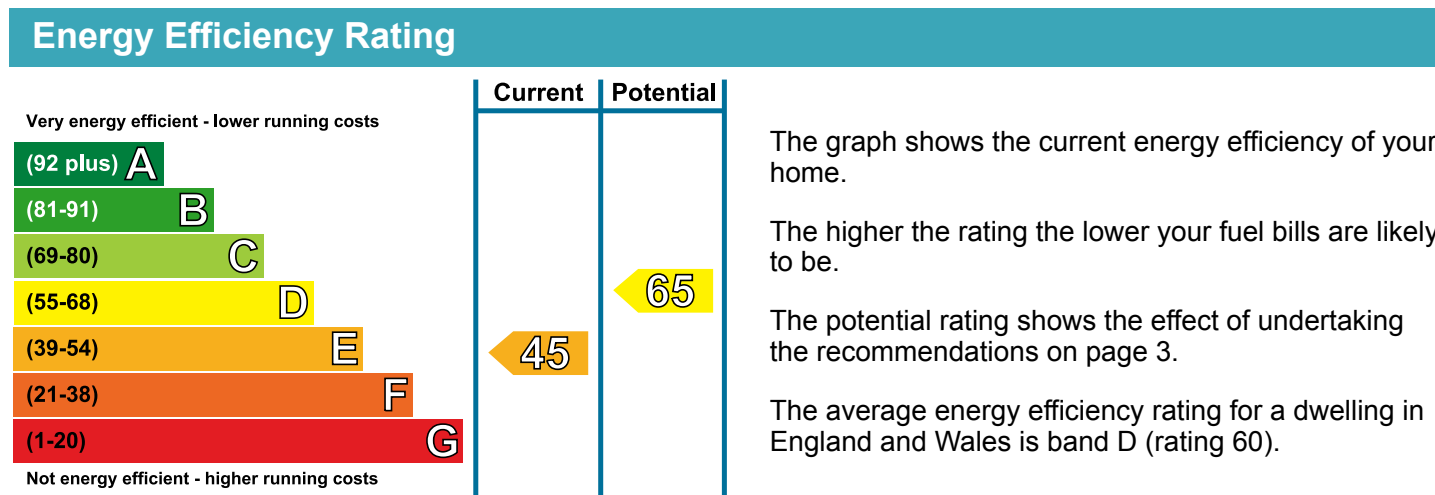 Energy Efficiency Rating
Current Potential
Very energy efficient - lower running costs
(92 plus) A
(81-91) B
(69-80) C
(55-68) D
(39-54) E
(21-38) F
(1-20) G
Not energy efficient - higher running costs
65
45
The graph shows the current energy efficiency of your
home.
The higher the rating the lower your fuel bills are likely
to be.
The potential rating shows the effect of undertaking
the recommendations on page 3.
The average energy efficiency rating for a dwelling in
England and Wales is band D (rating 60).